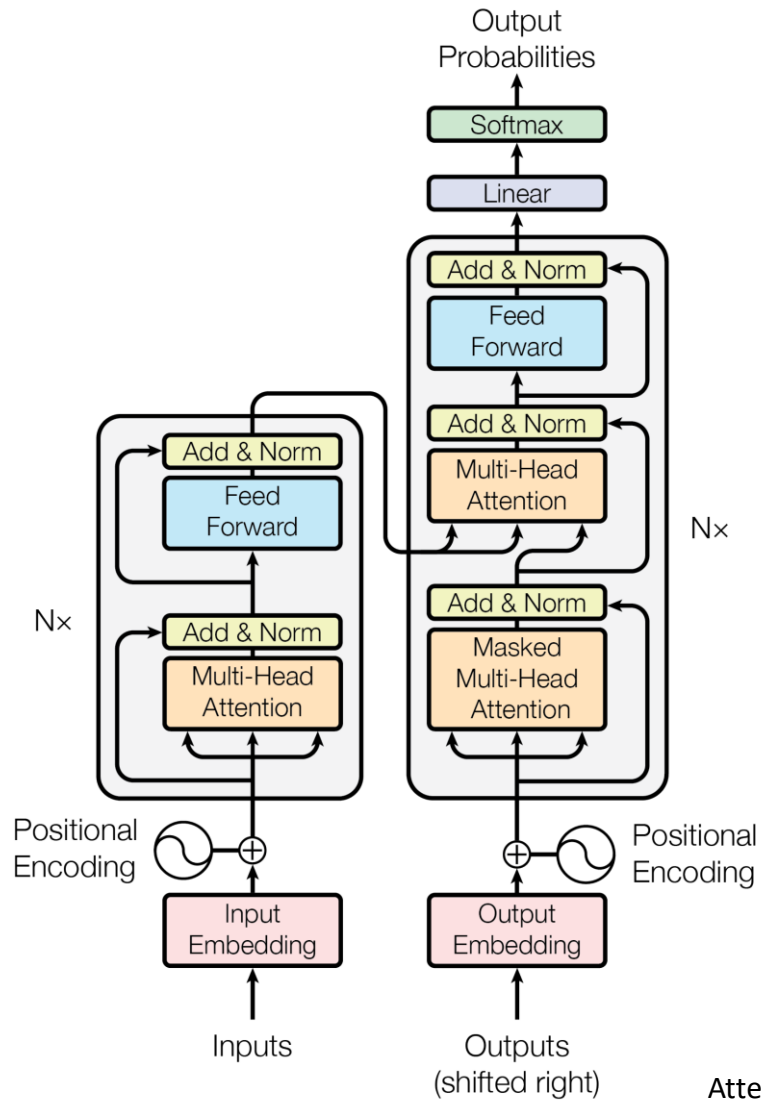 Output
Probabilities
Softmax
Linear
Add & Norm
Feed
Forward
Add & Norm
Multi-Head
Attention
Nx
Add & Norm
Masked
Multi-Head
Attention
Add & Norm
Feed
Forward
Nx
Add & Norm
Multi-Head
Attention
Positional
Encoding
Positional
Encoding
Input
Embedding
Output
Embedding
Inputs
Outputs
(shifted right)
Atte